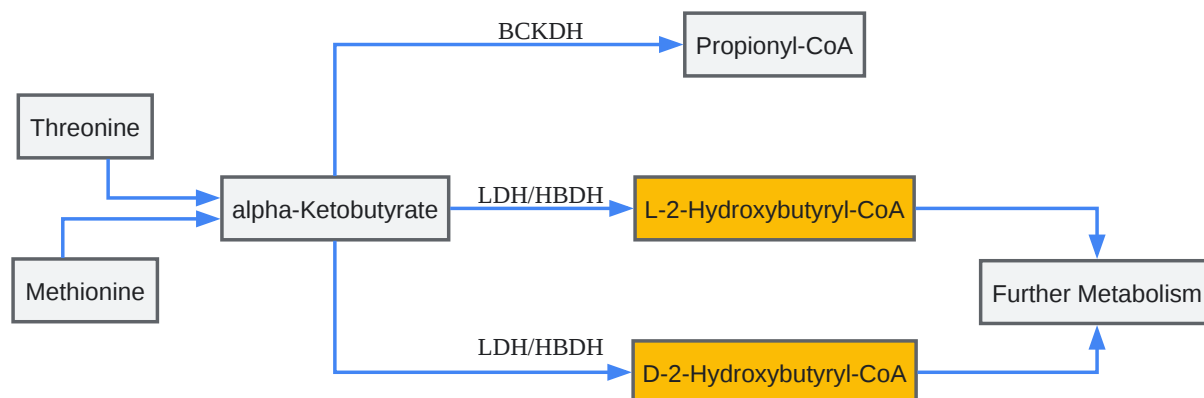 BCKDH
Propionyl-CoA
Threonine
alpha-Ketobutyrate
LDH/HBDH
L-2-Hydroxybutyryl-CoA
Methionine
Further Metabolism
LDH/HBDH
D-2-Hydroxybutyryl-CoA